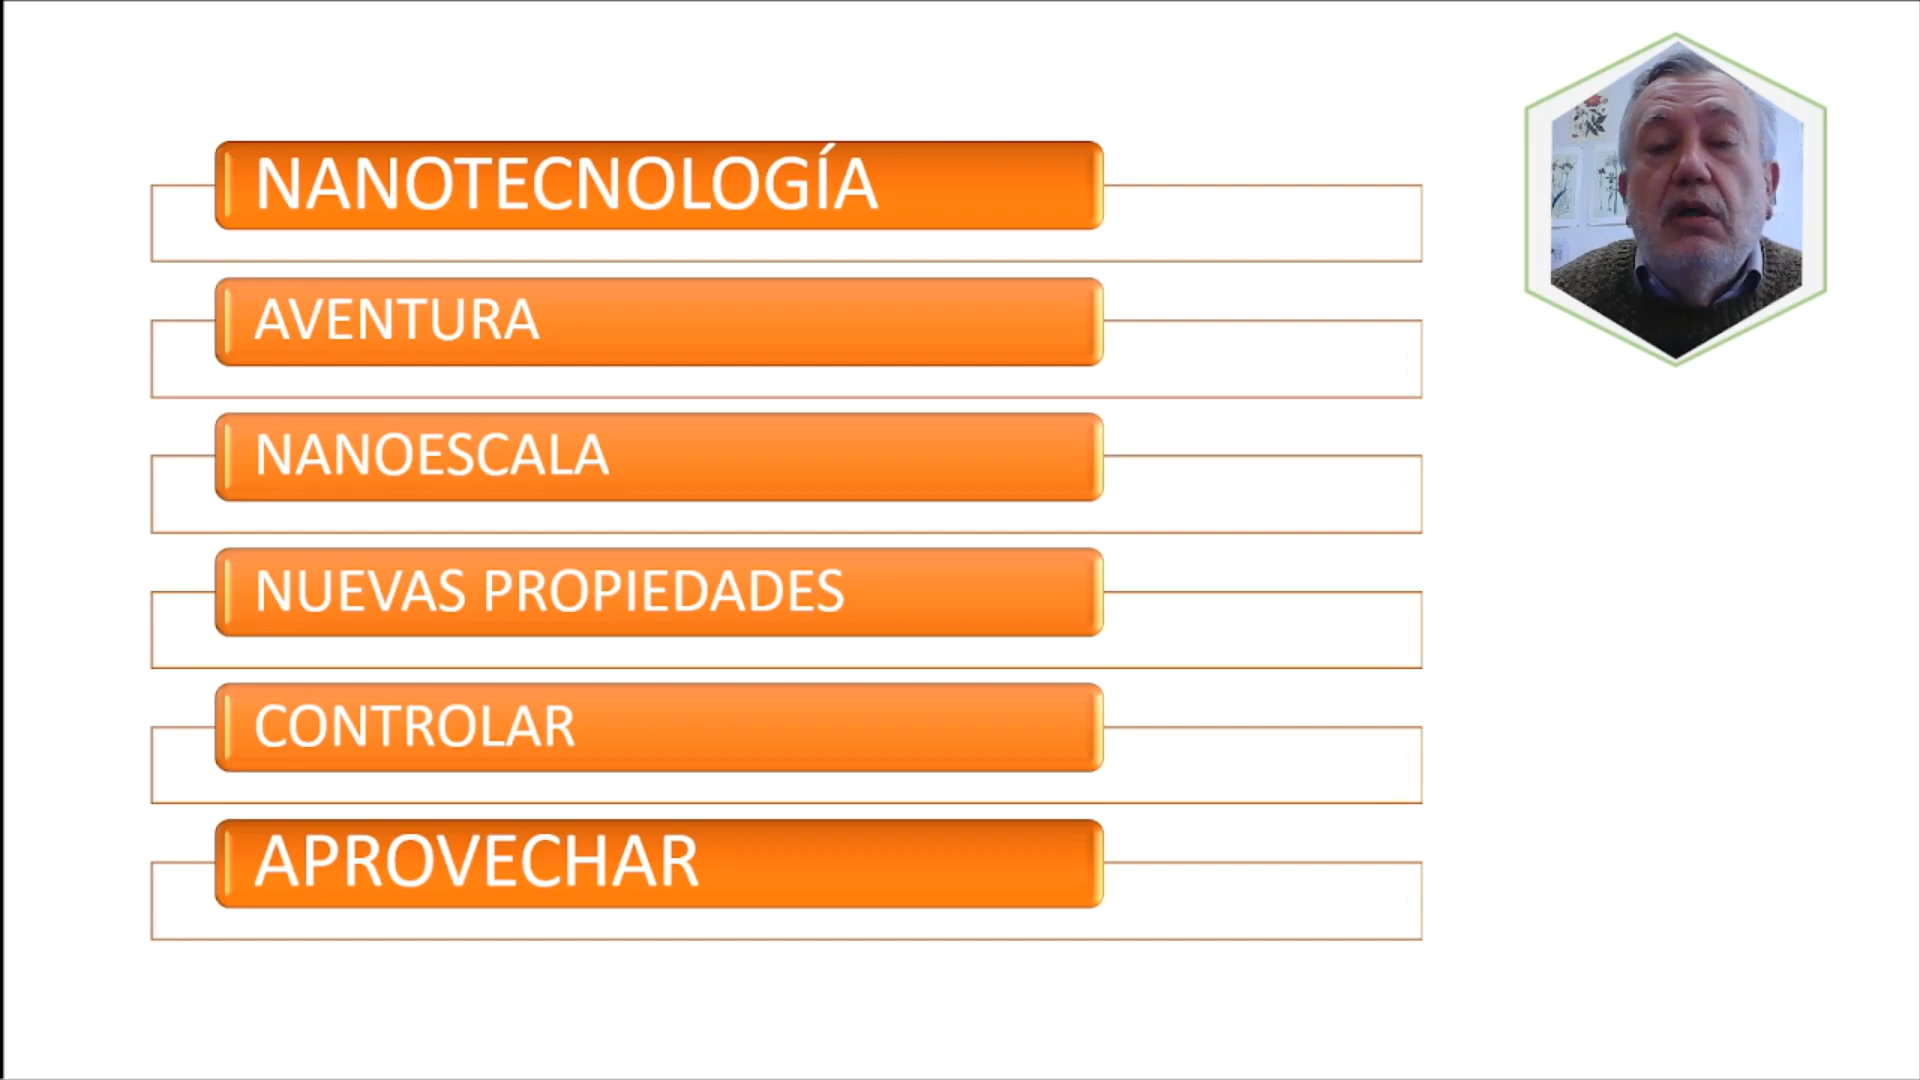 NANOTECNOLOGÍA
AVENTURA
NANOESCALA
NUEVAS PROPIEDADES
CONTROLAR
APROVECHAR